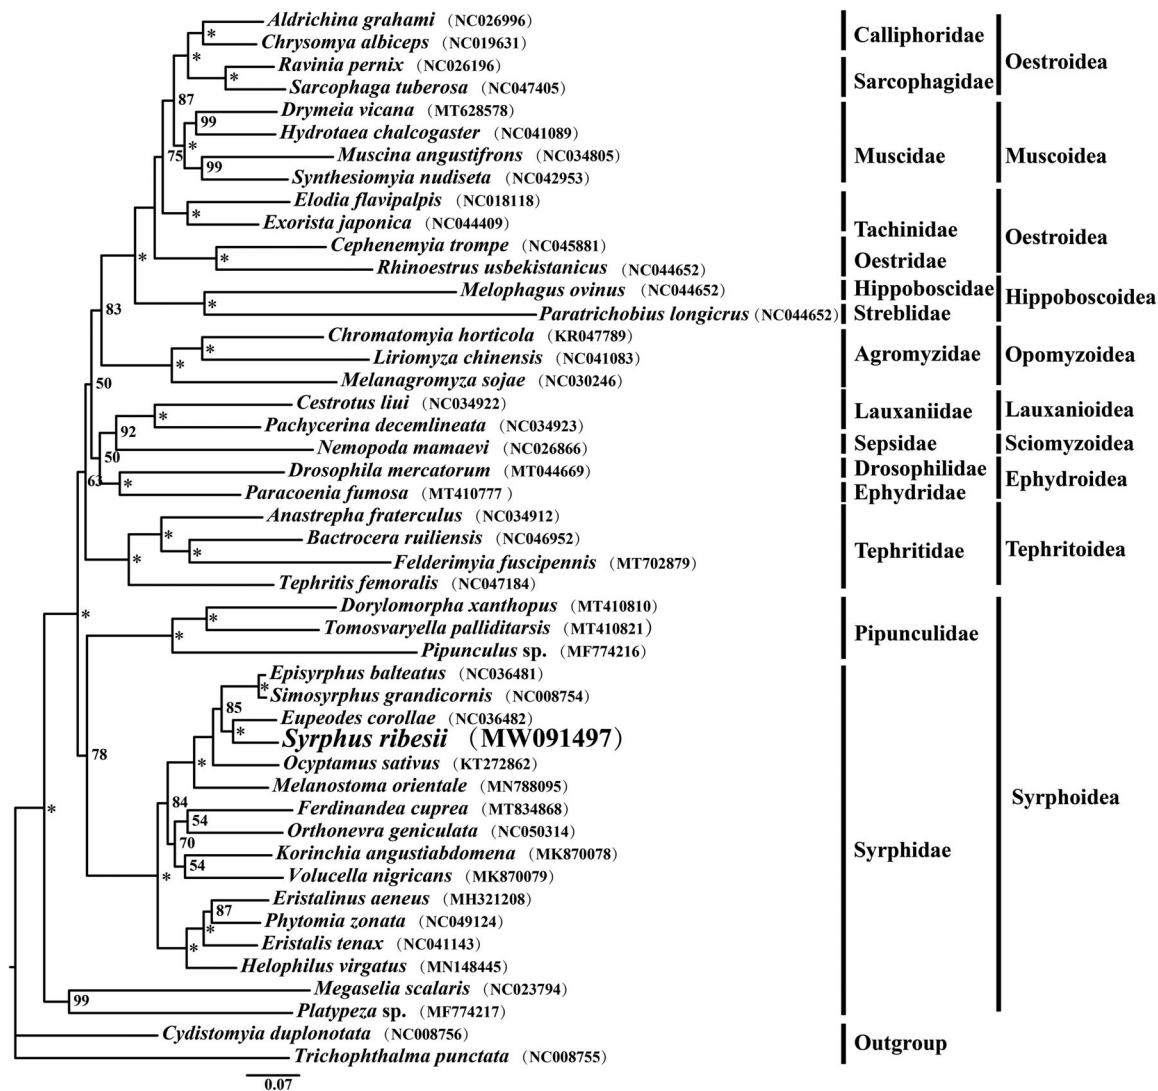 Aldrichina grahami (NC026996)
Chrysomya albiceps (NC019631)
Calliphoridae
Ravinia pernix (NC026196)
Oestroidea
Sarcophaga tuberosa (NC047405)
Sarcophagidae
87
Drymeia vicana (MT628578)
99
Hydrotaea chalcogaster (NC041089)
75
Muscina angustifrons (NC034805)
Muscidae
Muscoidea
99
Synthesiomyia nudiseta (NC042953)
Elodia flavipalpis (NC018118)
Exorista japonica (NC044409)
Tachinidae
Oestroidea
Cephenemyia trompe (NC045881)
Oestridae
Rhinoestrus usbekistanicus (NC044652)
Melophagus ovinus (NC044652)
Hippoboscidae
Hippoboscoidea
83
Paratrichobius longicrus (NC044652)
Streblidae
Chromatomyia horticola (KR047789)
Liriomyza chinensis (NC041083)
Agromyzidae
Opomyzoidea
50
Melanagromyza sojae (NC030246)
Cestrotus liui (NC034922)
Lauxaniidae
Lauxanioidea
Pachycerina decemlineata (NC034923)
92
Nemopoda mamaevi (NC026866)
Sepsidae
Sciomyzoidea
50
Drosophila mercatorum (MT044669)
Drosophilidae
Ephydroidea
63
Paracoenia fumosa (MT410777)
Ephydridae
Anastrepha fraterculus (NC034912)
Bactrocera ruiliensis (NC046952)
Tephritidae
Tephritoidea
Felderimyia fuscipennis (MT702879)
Tephritis femoralis (NC047184)
Dorylomorpha xanthopus (MT410810)
Tomosvaryella palliditarsis (MT410821)
Pipunculidae
Pipunculus sp. (MF774216)
Episyrphus balteatus (NC036481)
Simosyrphus grandicornis (NC008754)
85
Eupeodes corollae (NC036482)
Syrphus ribesii (MW091497)
78
Ocyptamus sativus (KT272862)
Melanostoma orientale (MN788095)
Syrphoidea
84
Ferdinandea cuprea (MT834868)
54
Orthonevra geniculata (NC050314)
70
Korinchia angustiabdomena (MK870078)
Syrphidae
54
Volucella nigricans (MK870079)
Eristalinus aeneus (MH321208)
87
Phytomia zonata (NC049124)
Eristalis tenax (NC041143)
Helophilus virgatus (MN148445)
Megaselia scalaris (NC023794)
99
Platypeza sp. (MF774217)
Cydistomyia duplonotata (NC008756)
Outgroup
Trichophthalma punctata (NC008755)
0.07